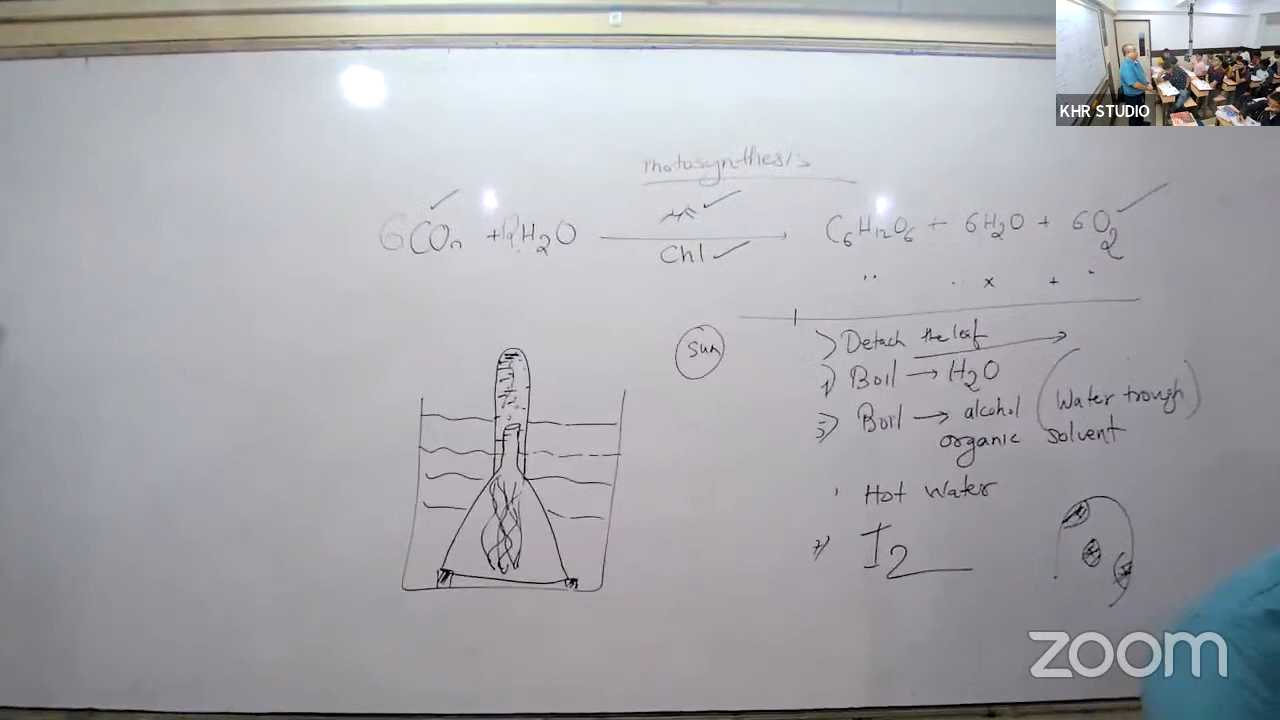 KHR STUDIO
Photosynthesis
6CO₂ + 12H₂O → Chl C₆H₁₂O₆ + 6H₂O + 6O₂
Sun
Detach the leaf
Boil → H₂O
Boil → alcohol (Water trough)
organic solvent
Hot Water
I₂
zoom